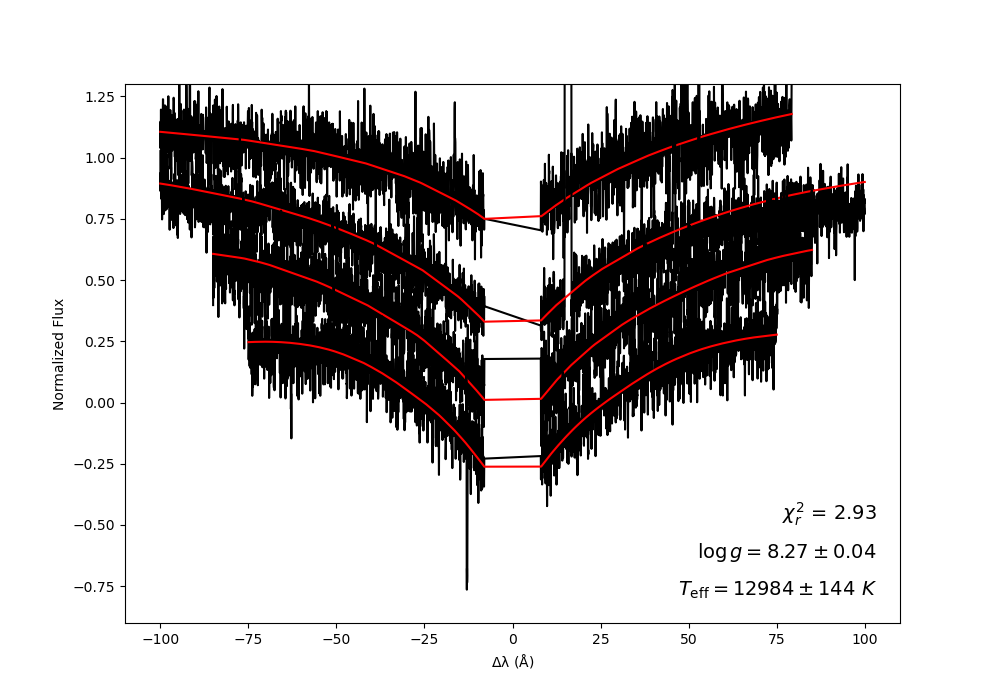 1.25
1.00
0.75
0.50
0.25
0.00
−0.25
−0.50
−0.75
Normalized Flux
χ²ᵣ = 2.93
log g = 8.27 ± 0.04
T_eff = 12984 ± 144 K
−100 −75 −50 −25 0 25 50 75 100
Δλ (Å)